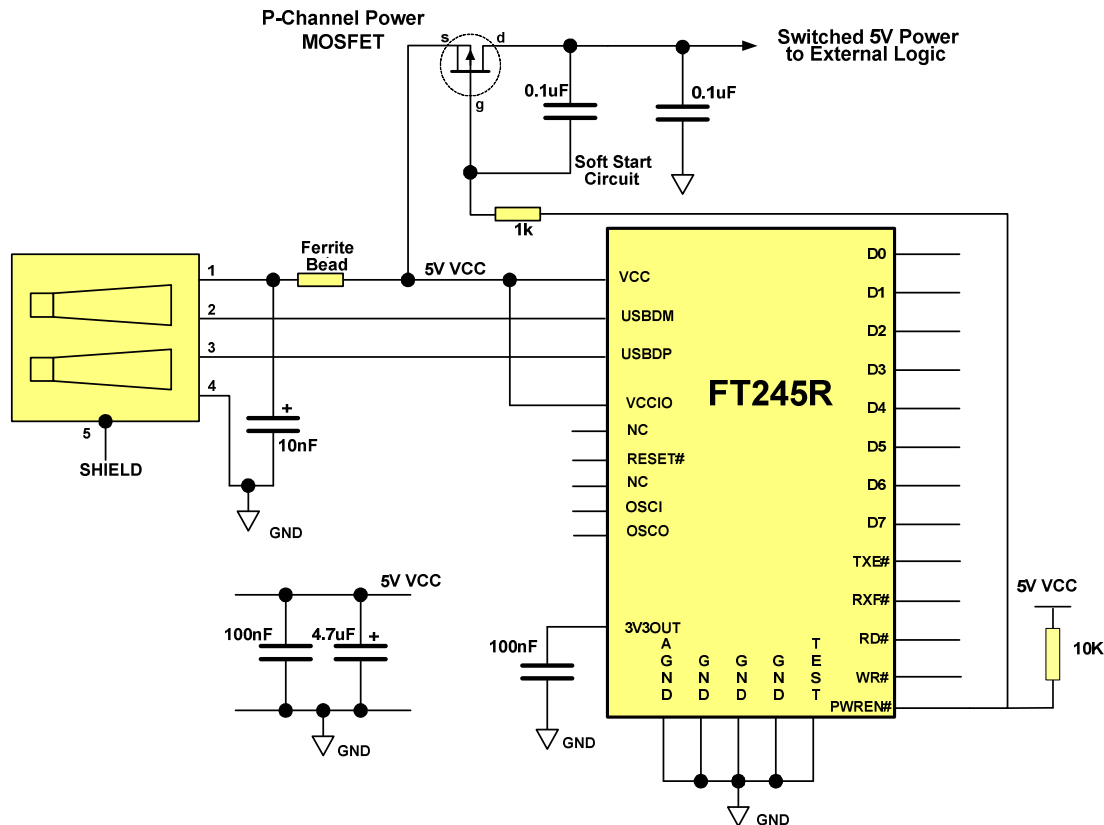 P-Channel Power
MOSFET
s
d
g
Switched 5V Power
to External Logic
0.1uF
0.1uF
Soft Start
Circuit
1k
Ferrite
Bead
5V VCC
1
2
3
4
5
SHIELD
+
10nF
GND
FT245R
VCC
USBDM
USBDP
VCCIO
NC
RESET#
NC
OSCI
OSCO
3V3OUT
AGND
GND
GND
GND
TEST
D0
D1
D2
D3
D4
D5
D6
D7
TXE#
RXF#
RD#
WR#
PWREN#
5V VCC
10K
5V VCC
100nF
4.7uF
+
GND
100nF
GND
GND